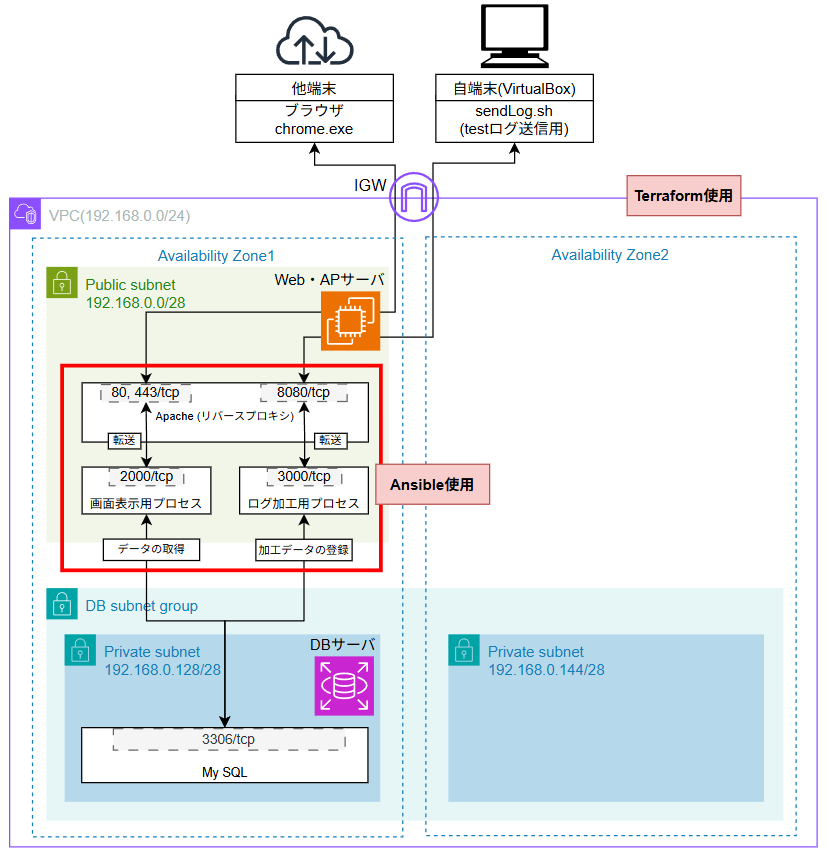 他端末
ブラウザ
chrome.exe
自端末(VirtualBox)
sendLog.sh
(testログ送信用)
IGW
Terraform使用
VPC(192.168.0.0/24)
Availability Zone1
Availability Zone2
Public subnet
192.168.0.0/28
Web・APサーバ
80, 443/tcp
8080/tcp
Apache (リバースプロキシ)
転送
転送
2000/tcp
画面表示用プロセス
3000/tcp
ログ加工用プロセス
Ansible使用
データの取得
加工データの登録
DB subnet group
Private subnet
192.168.0.128/28
DBサーバ
Private subnet
192.168.0.144/28
3306/tcp
My SQL